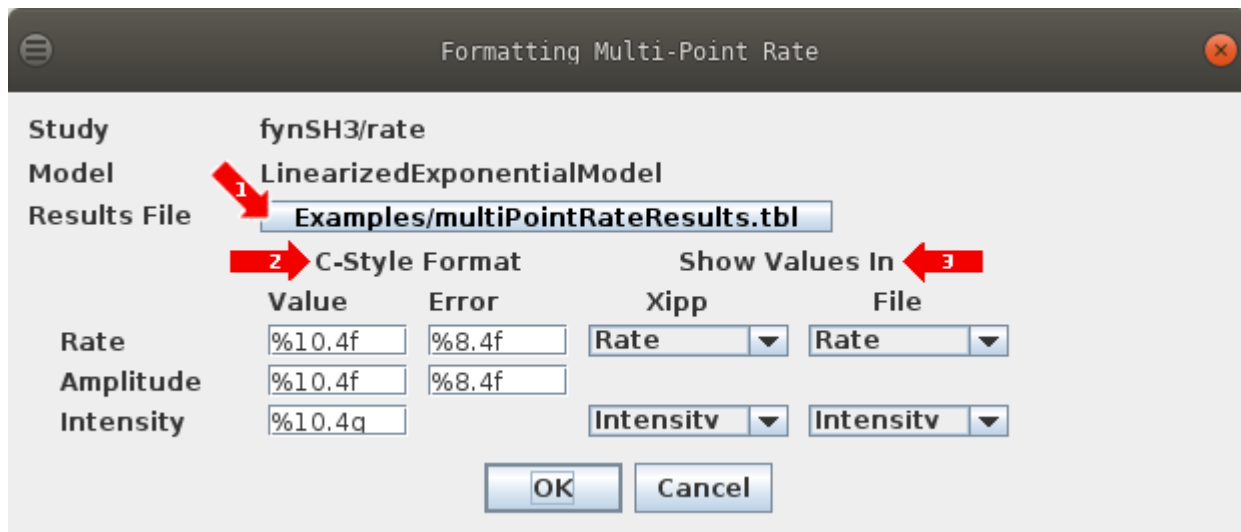 Formatting Multi-Point Rate
Study fynSH3/rate
Model LinearizedExponentialModel
1
Results File Examples/multiPointRateResults.tbl
2 C-Style Format Show Values In 3
Value Error Xipp File
Rate %10.4f %8.4f Rate Rate
Amplitude %10.4f %8.4f
Intensity %10.4g Intensity Intensity
OK Cancel